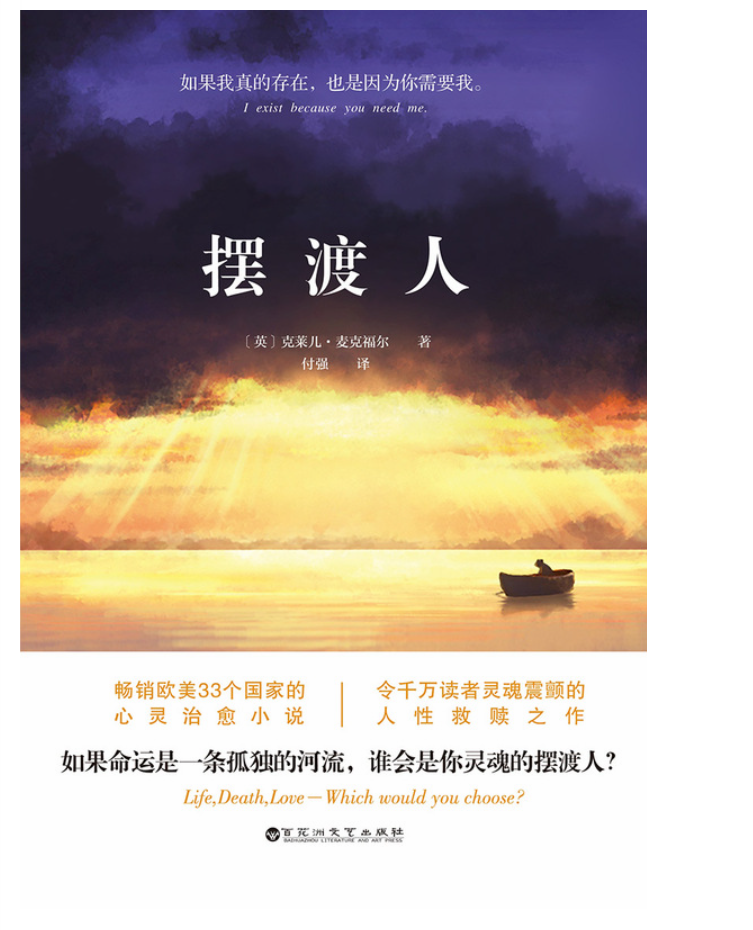 如果我真的存在，也是因为你需要我。
I exist because you need me.
摆渡人
［英］克莱儿·麦克福尔 著
付强 译
畅销欧美33个国家的
心灵治愈小说
令千万读者灵魂震颤的
人性救赎之作
如果命运是一条孤独的河流，谁会是你灵魂的摆渡人？
Life,Death,Love—Which would you choose?
百花洲文艺出版社
BAIHUAZHOU LITERATURE AND ART PRESS